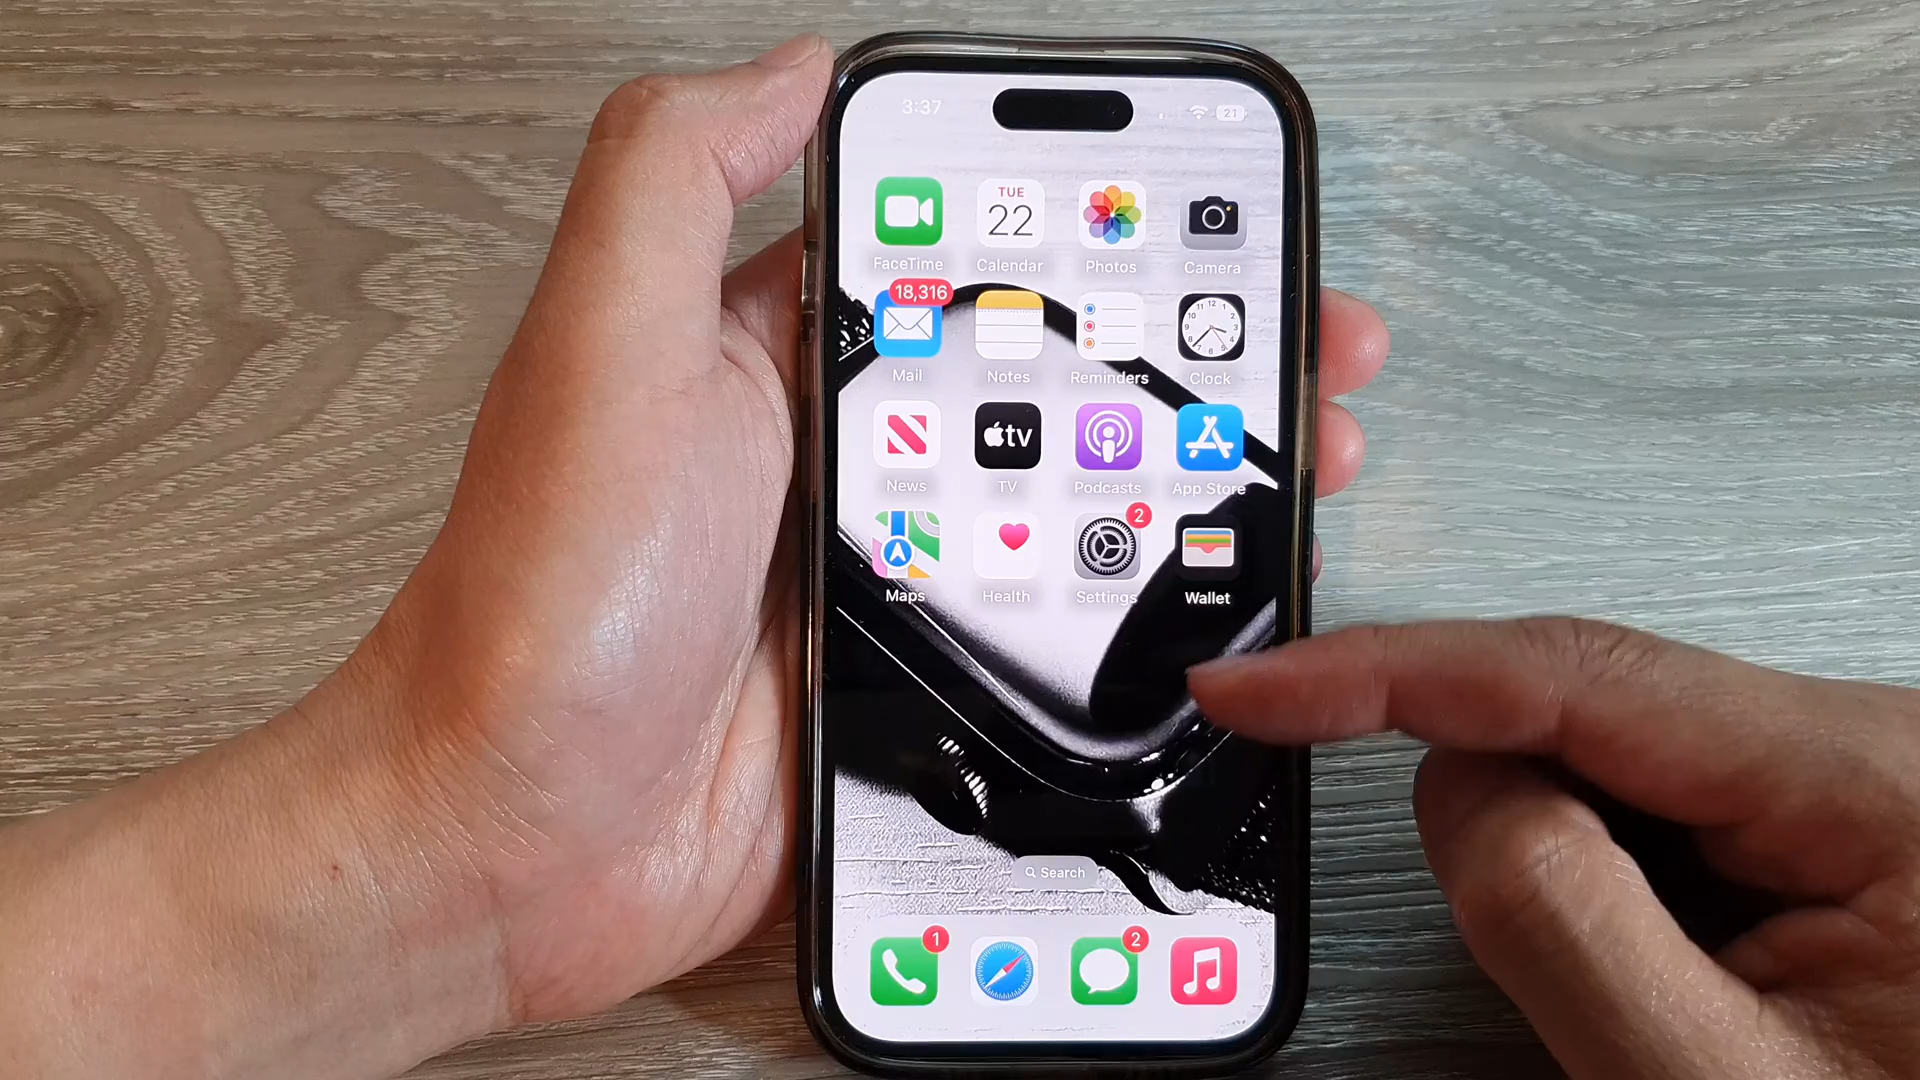 3:37
21
TUE
22
FaceTime
Calendar
Photos
Camera
18,316
Mail
Notes
Reminders
Clock
tv
News
TV
Podcasts
App Store
2
Maps
Health
Settings
Wallet
Search
1
2